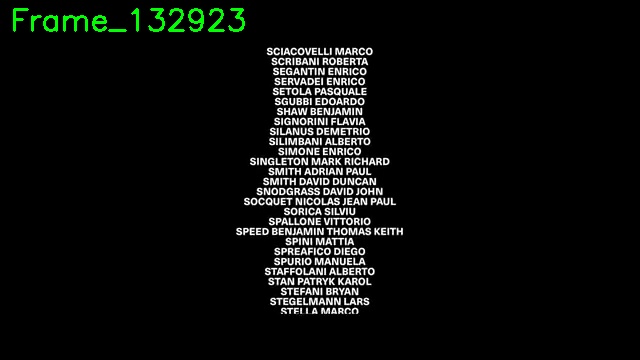 Frame_132923
SCIACOVELLI MARCO
SCRIBANI ROBERTA
SEGANTIN ENRICO
SERVADEI ENRICO
SETOLA PASQUALE
SGUBBI EDOARDO
SHAW BENJAMIN
SIGNORINI FLAVIA
SILANUS DEMETRIO
SILIMBANI ALBERTO
SIMONE ENRICO
SINGLETON MARK RICHARD
SMITH ADRIAN PAUL
SMITH DAVID DUNCAN
SNODGRASS DAVID JOHN
SOCQUET NICOLAS JEAN PAUL
SORICA SILVIU
SPALLONE VITTORIO
SPEED BENJAMIN THOMAS KEITH
SPINI MATTIA
SPREAFICO DIEGO
SPURIO MANUELA
STAFFOLANI ALBERTO
STAN PATRYK KAROL
STEFANI BRYAN
STEGELMANN LARS
STELLA MARCO